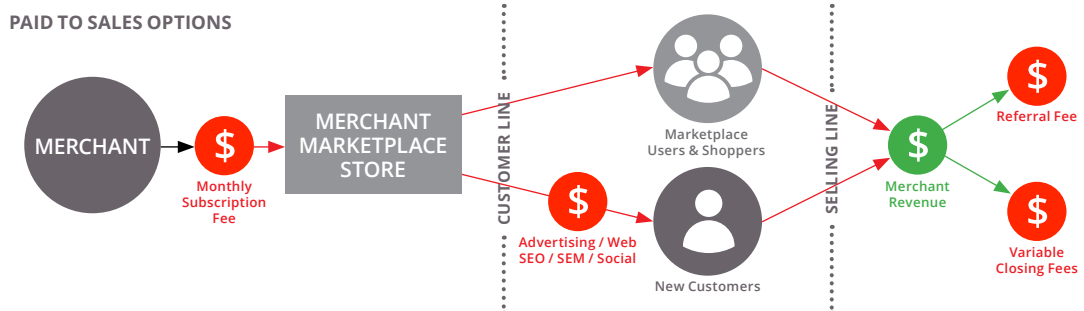 PAID TO SALES OPTIONS
MERCHANT
$
Monthly
Subscription
Fee
MERCHANT
MARKETPLACE
STORE
CUSTOMER LINE
$
Advertising / Web
SEO / SEM / Social
Marketplace
Users & Shoppers
New Customers
SELLING LINE
$
Merchant
Revenue
$
Referral Fee
$
Variable
Closing Fees